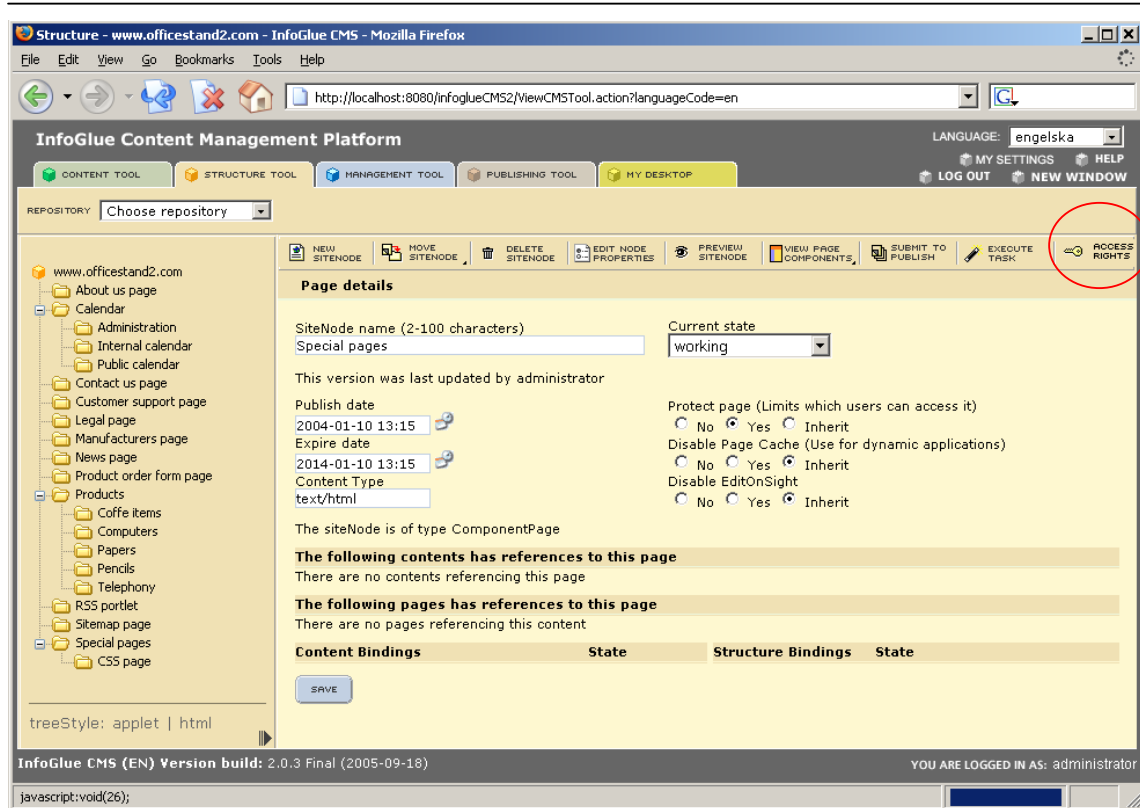 Structure - www.officestand2.com - InfoGlue CMS - Mozilla Firefox
File Edit View Go Bookmarks Tools Help
http://localhost:8080/infoglueCMS2/ViewCMSTool.action?languageCode=en
InfoGlue Content Management Platform
LANGUAGE: engelska
MY SETTINGS HELP
LOG OUT NEW WINDOW
CONTENT TOOL STRUCTURE TOOL MANAGEMENT TOOL PUBLISHING TOOL MY DESKTOP
REPOSITORY Choose repository
NEW SITENODE MOVE SITENODE DELETE SITENODE EDIT NODE PROPERTIES PREVIEW SITENODE VIEW PAGE COMPONENTS SUBMIT TO PUBLISH EXECUTE TASK ACCESS RIGHTS
www.officestand2.com
About us page
Calendar
Administration
Internal calendar
Public calendar
Contact us page
Customer support page
Legal page
Manufacturers page
News page
Product order form page
Products
Coffe items
Computers
Papers
Pencils
Telephony
RSS portlet
Sitemap page
Special pages
CSS page
treeStyle: applet | html
Page details
SiteNode name (2-100 characters)
Special pages
Current state
working
This version was last updated by administrator
Publish date
2004-01-10 13:15
Expire date
2014-01-10 13:15
Content Type
text/html
Protect page (Limits which users can access it)
No Yes Inherit
Disable Page Cache (Use for dynamic applications)
No Yes Inherit
Disable EditOnSight
No Yes Inherit
The siteNode is of type ComponentPage
The following contents has references to this page
There are no contents referencing this page
The following pages has references to this page
There are no pages referencing this content
Content Bindings State Structure Bindings State
SAVE
InfoGlue CMS (EN) Version build: 2.0.3 Final (2005-09-18)
YOU ARE LOGGED IN AS: administrator
javascript:void(26);